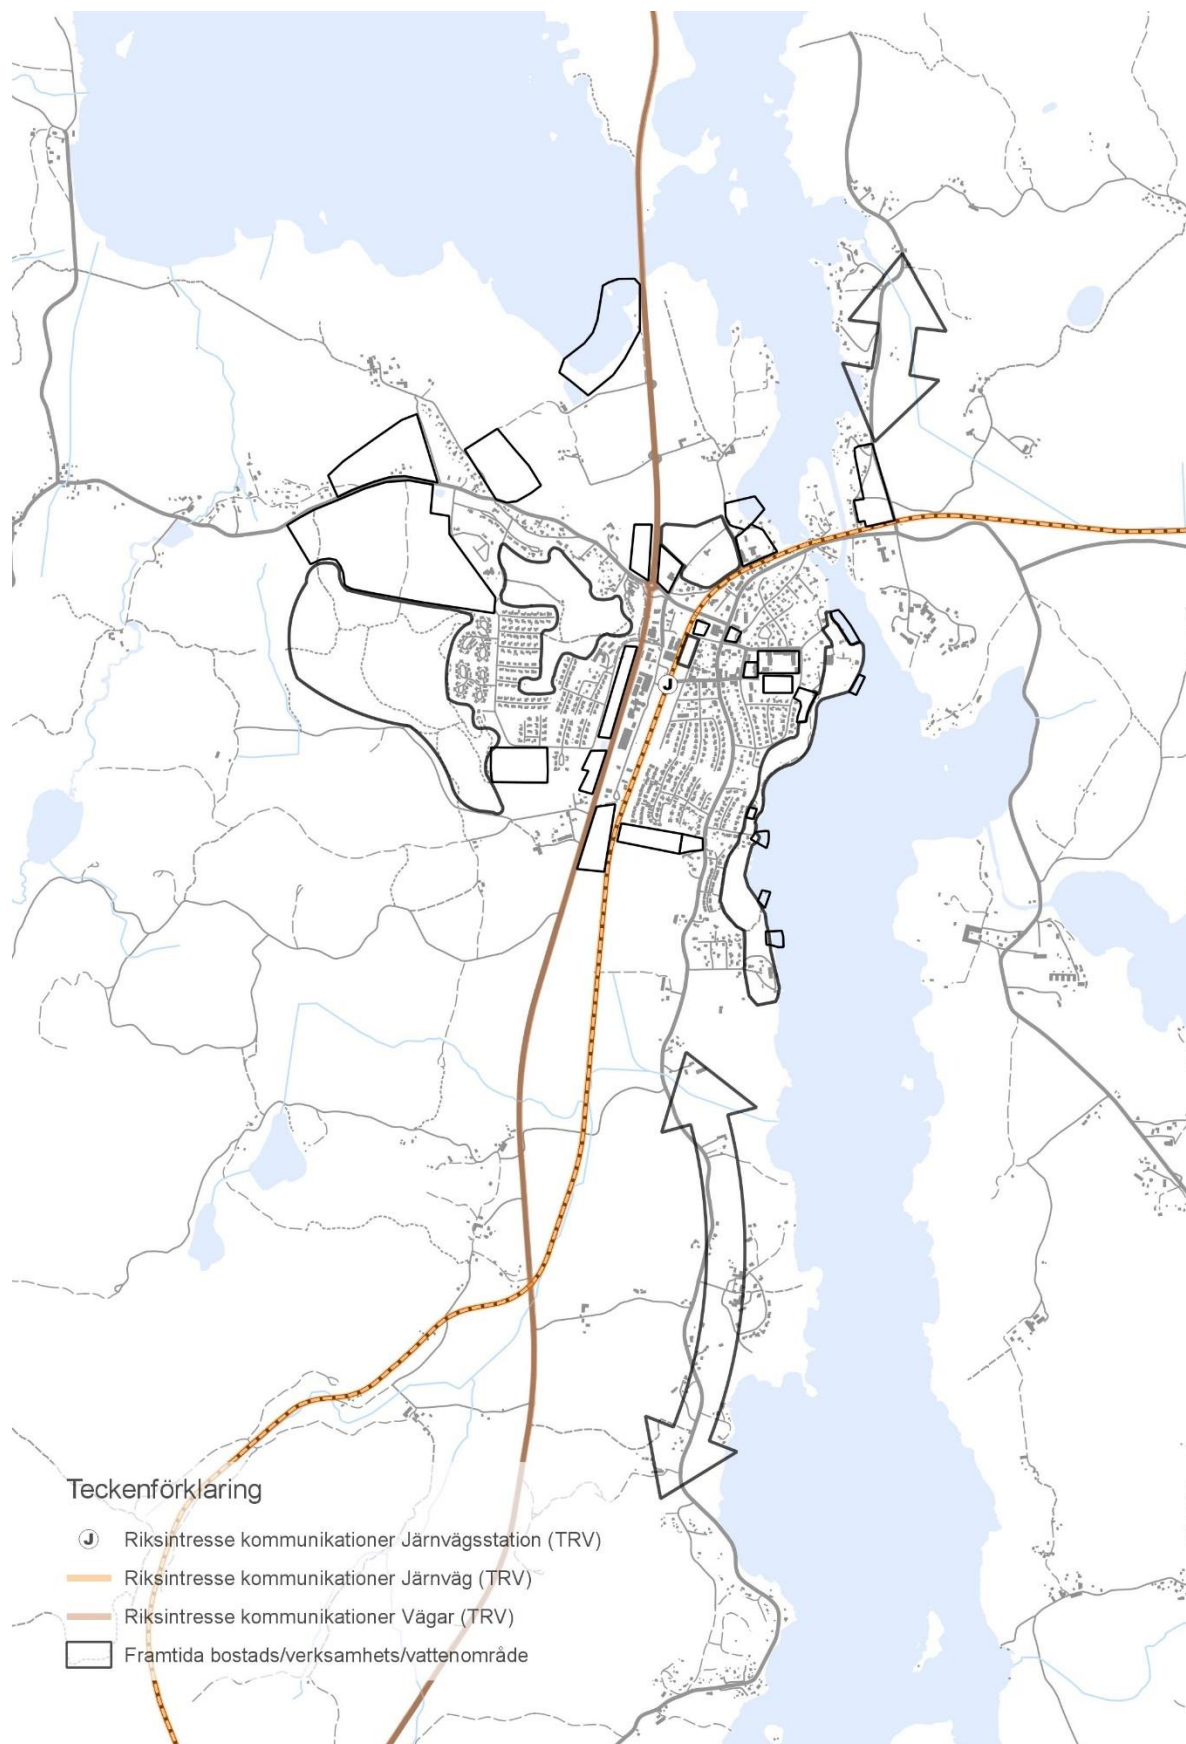 J
Teckenförklaring
J Riksintresse kommunikationer Järnvägsstation (TRV)
Riksintresse kommunikationer Järnväg (TRV)
Riksintresse kommunikationer Vägar (TRV)
Framtida bostads/verksamhets/vattenområde